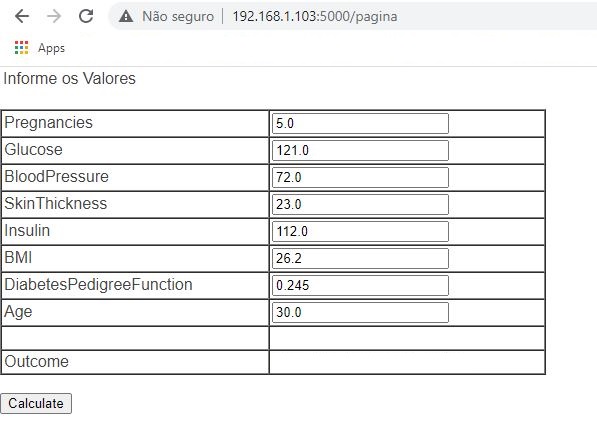 Não seguro 192.168.1.103:5000/pagina
Apps
Informe os Valores
Pregnancies 5.0
Glucose 121.0
BloodPressure 72.0
SkinThickness 23.0
Insulin 112.0
BMI 26.2
DiabetesPedigreeFunction 0.245
Age 30.0
Outcome
Calculate